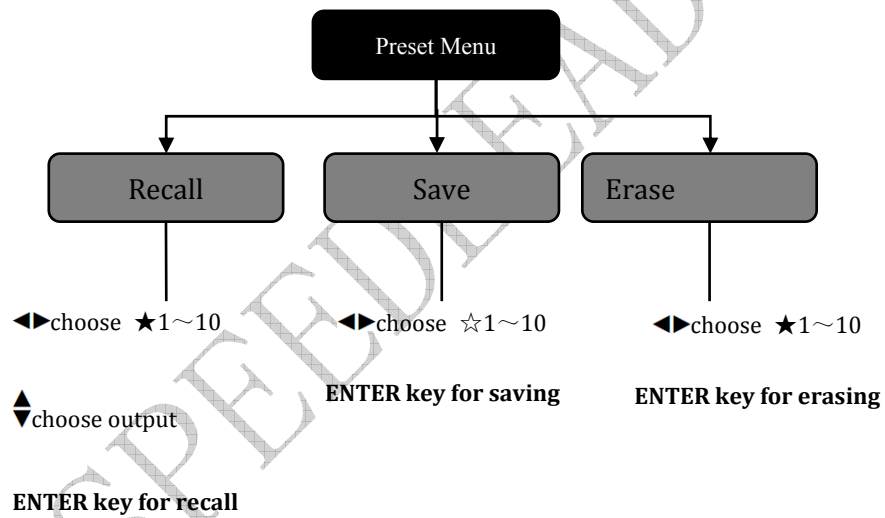 Preset Menu
Recall
Save
Erase
◀▶choose ★1～10
◀▶choose ☆1～10
◀▶choose ★1～10
▲▼choose output
ENTER key for saving
ENTER key for erasing
ENTER key for recall